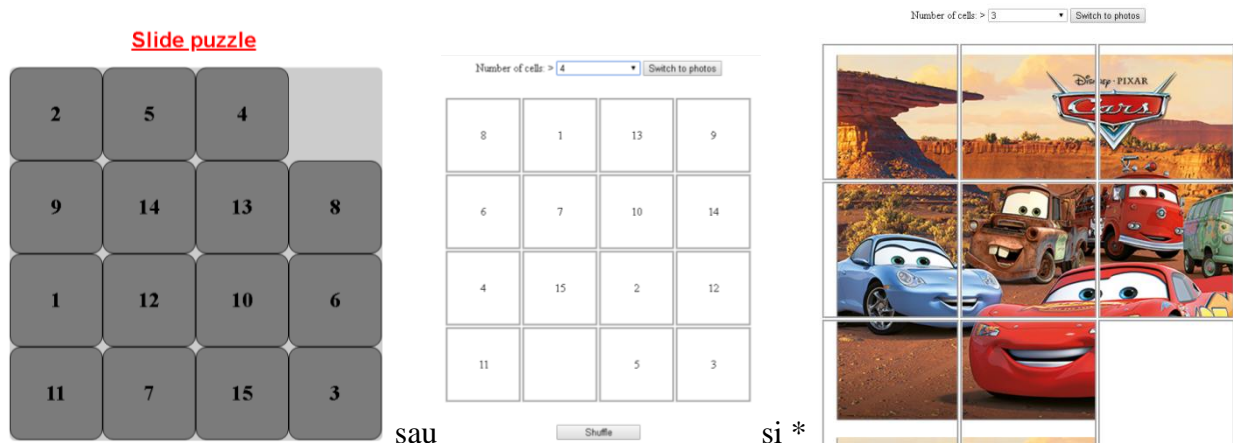 Slide puzzle
2 5 4
9 14 13 8
1 12 10 6
11 7 15 3
sau
Number of cells: > 4 Switch to photos
8 1 13 9
6 7 10 14
4 15 2 12
11 5 3
Shuffle
si *
Number of cells: > 3 Switch to photos
Disney · PIXAR
Cars